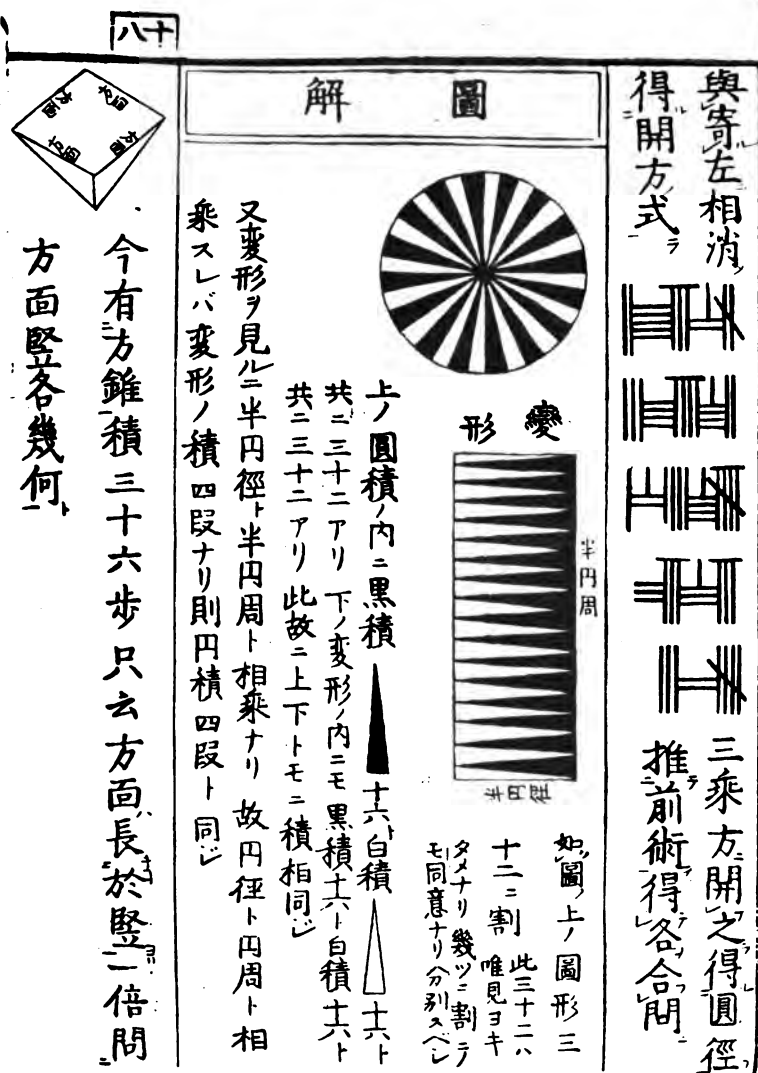 十八
與寄左相消
得開方式
三乘方開之得圓徑
推前術得各合問
圖解
變形
半円周
半円徑
如圖上ノ圖形三
十二ニ割
此三十二ハ
唯見ヨキ
タメナリ幾ツニ割テ
モ同意ナリ分別スベシ
上ノ圓積ノ内ニ黒積 十六白積 十六ト
共ニ三十二アリ 下ノ変形ノ内ニモ黒積十六ト白積十六ト
共ニ三十二アリ 此故ニ上下トモニ積相同シ
又変形ヲ見ルニ半円徑ト半円周ト相乘ナリ 故円徑ト円周ト相
乘スレバ変形ノ積四段ナリ則円積四段ト同シ
方面
方面
今有方錐積三十六歩只云方面長於竪一倍問
方面竪各幾何